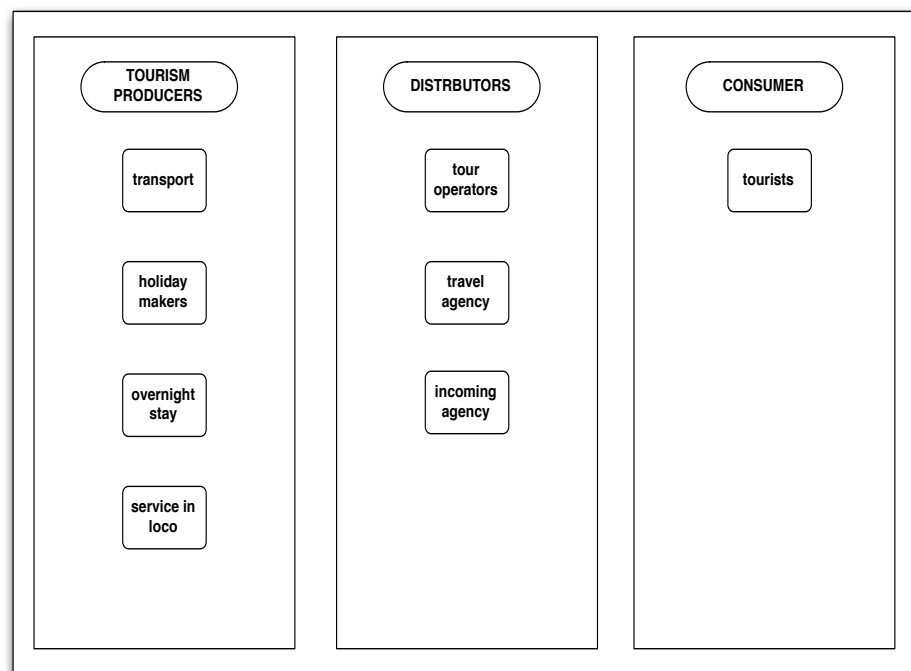 TOURISM
PRODUCERS
transport
holiday
makers
overnight
stay
service in
loco
DISTRBUTORS
tour
operators
travel
agency
incoming
agency
CONSUMER
tourists